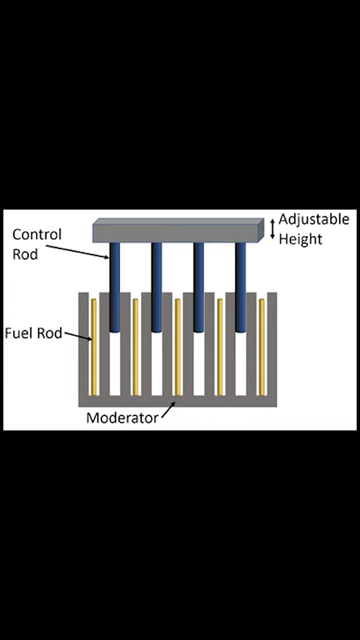 Adjustable
Height
Control
Rod
Fuel Rod
Moderator